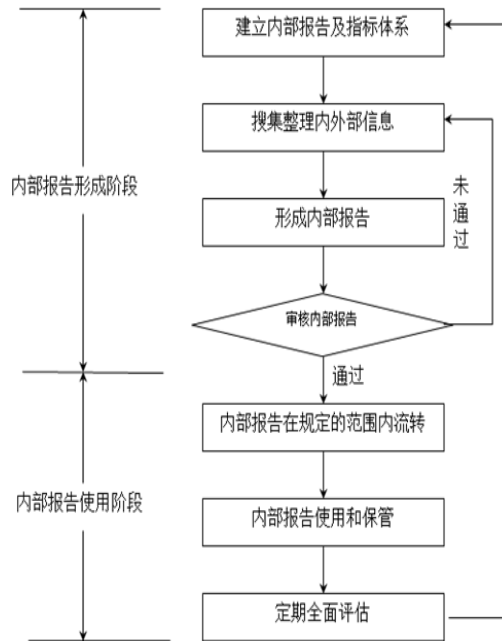 建立内部报告及指标体系
搜集整理内外部信息
内部报告形成阶段
未
通
过
形成内部报告
审核内部报告
通过
内部报告在规定的范围内流转
内部报告使用阶段
内部报告使用和保管
定期全面评估